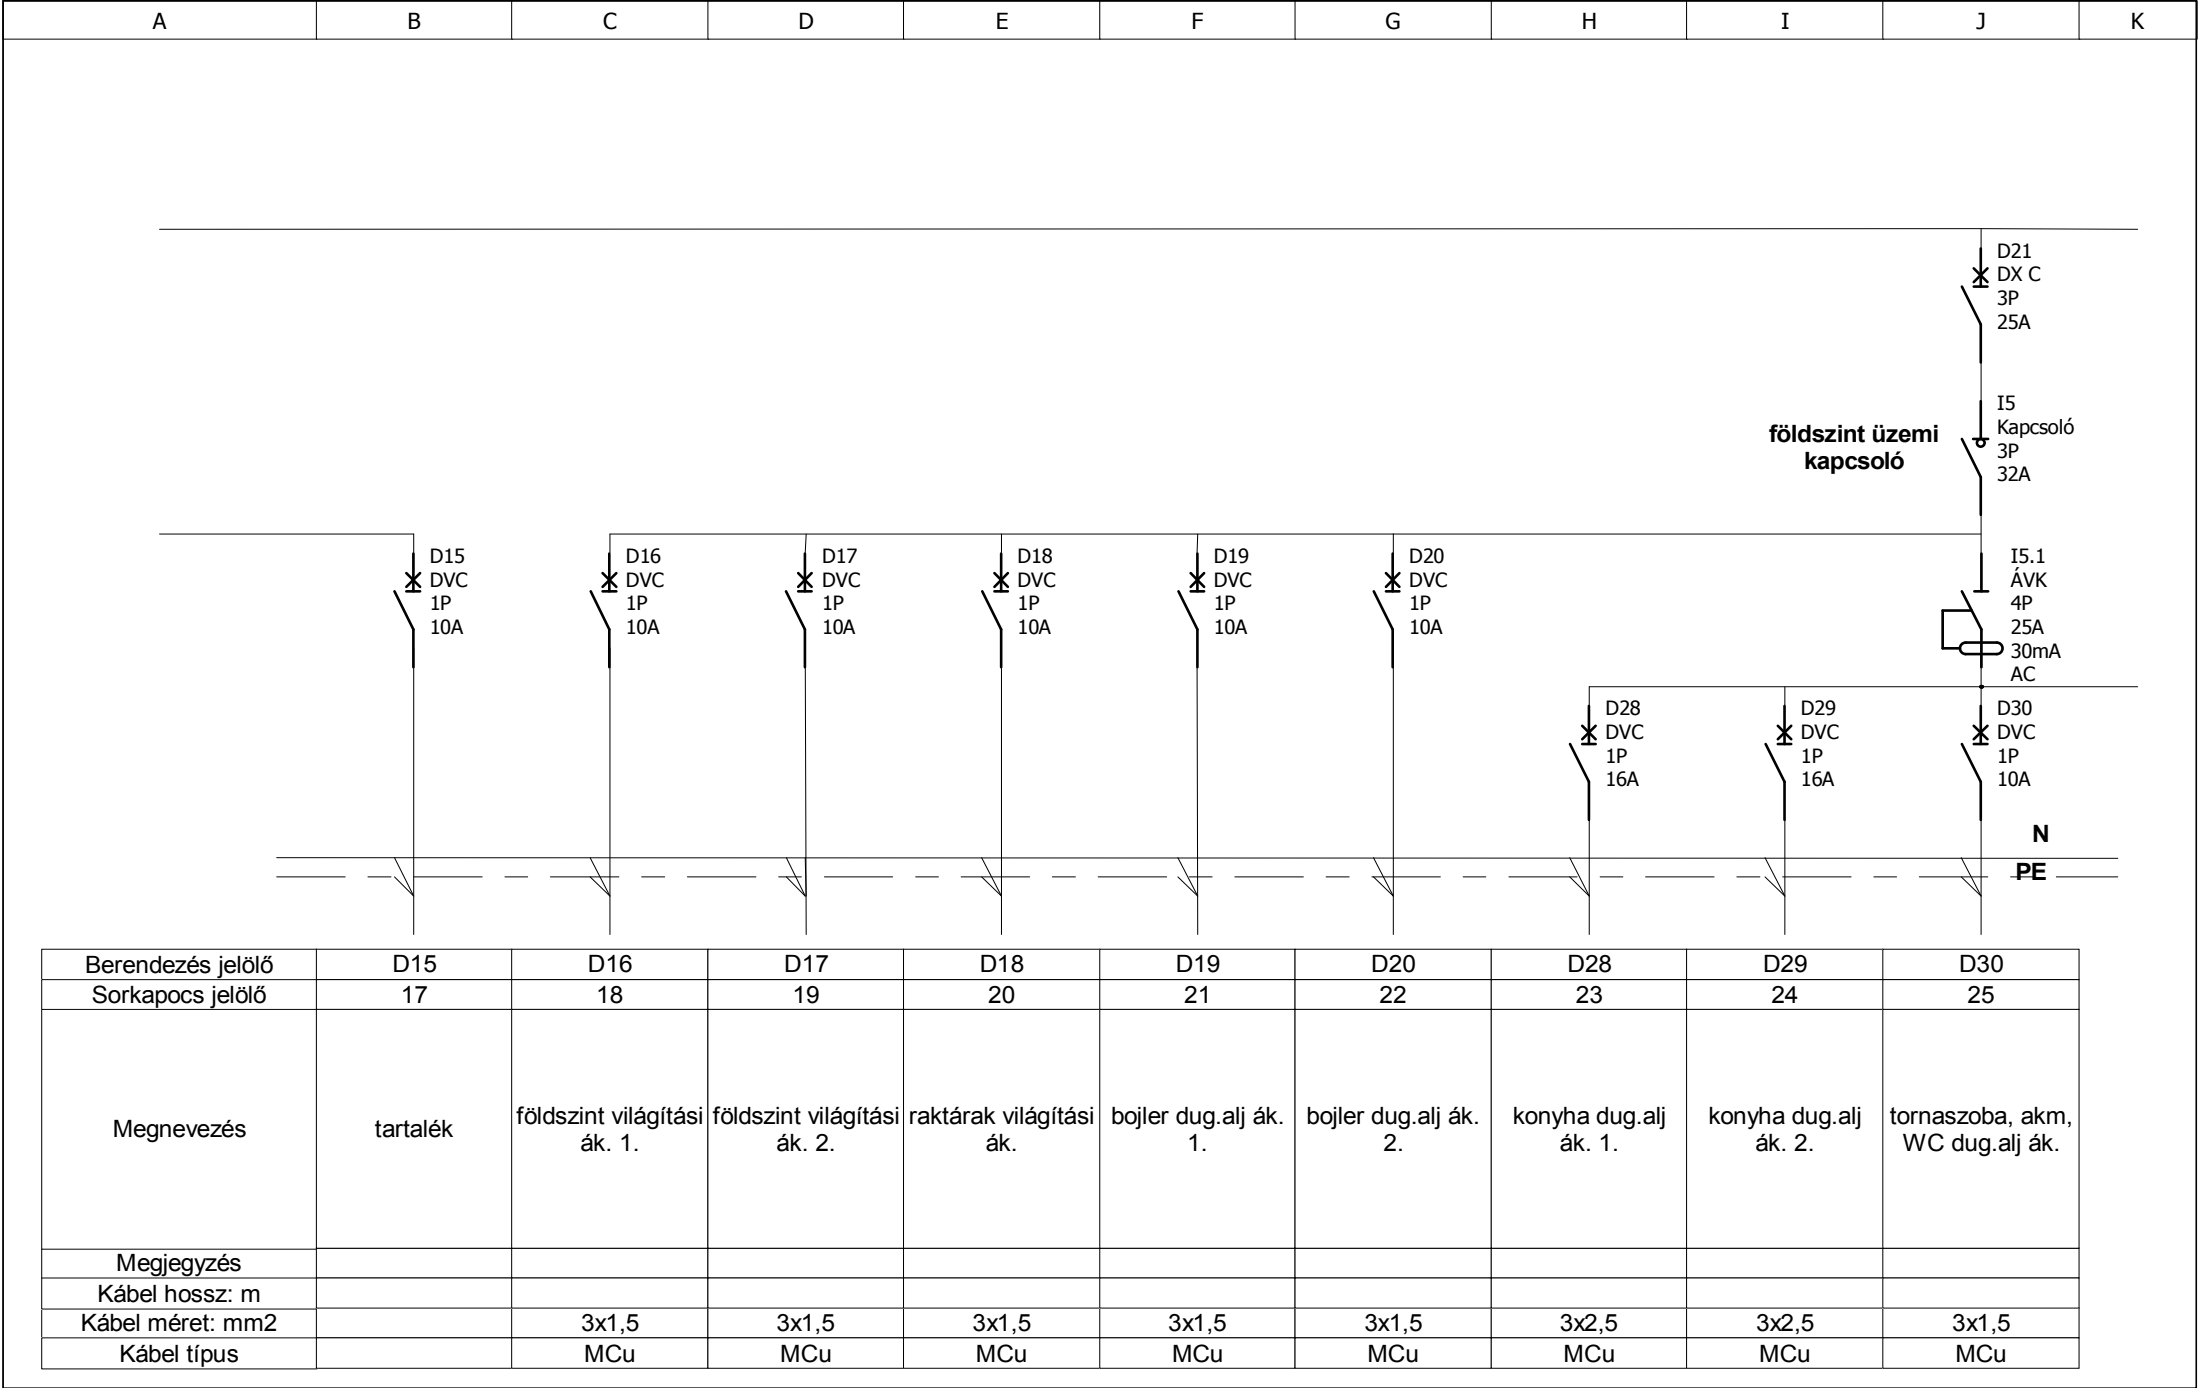 A B C D E F G H I J K
D21
DX C
3P
25A
földszint üzemi
kapcsoló
I5
Kapcsoló
3P
32A
D15
DVC
1P
10A
D16
DVC
1P
10A
D17
DVC
1P
10A
D18
DVC
1P
10A
D19
DVC
1P
10A
D20
DVC
1P
10A
I5.1
ÁVK
4P
25A
30mA
AC
D28
DVC
1P
16A
D29
DVC
1P
16A
D30
DVC
1P
10A
N
PE
Berendezés jelölő D15 D16 D17 D18 D19 D20 D28 D29 D30
Sorkapocs jelölő 17 18 19 20 21 22 23 24 25
Megnevezés
tartalék
földszint világítási
ák. 1.
földszint világítási
ák. 2.
raktárak világítási
ák.
bojler dug.alj ák.
1.
bojler dug.alj ák.
2.
konyha dug.alj
ák. 1.
konyha dug.alj
ák. 2.
tornaszoba, akm,
WC dug.alj ák.
Megjegyzés
Kábel hossz: m
Kábel méret: mm2 3x1,5 3x1,5 3x1,5 3x1,5 3x1,5 3x2,5 3x2,5 3x1,5
Kábel típus MCu MCu MCu MCu MCu MCu MCu MCu